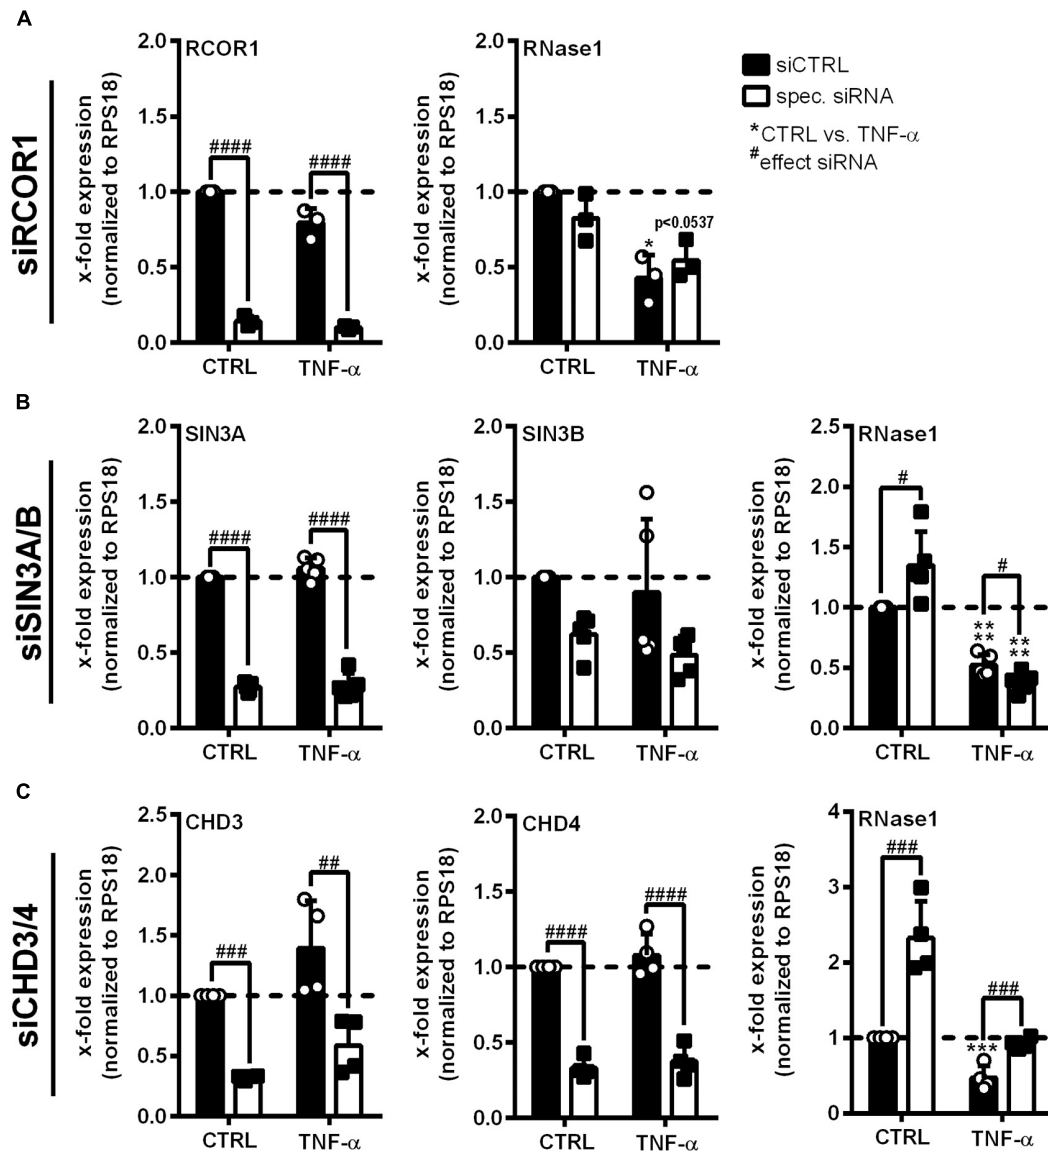 A
siRCOR1
x-fold expression
(normalized to RPS18)
RCOR1
2.0
1.5
1.0
0.5
0.0
####
####
CTRL
TNF-α
x-fold expression
(normalized to RPS18)
RNase1
2.0
1.5
1.0
0.5
0.0
*
p<0.0537
CTRL
TNF-α
siCTRL
spec. siRNA
*CTRL vs. TNF-α
#effect siRNA
B
siSIN3A/B
x-fold expression
(normalized to RPS18)
SIN3A
2.0
1.5
1.0
0.5
0.0
####
####
CTRL
TNF-α
x-fold expression
(normalized to RPS18)
SIN3B
2.0
1.5
1.0
0.5
0.0
CTRL
TNF-α
x-fold expression
(normalized to RPS18)
RNase1
2.5
2.0
1.5
1.0
0.5
0.0
#
#
**
**
**
**
CTRL
TNF-α
C
siCHD3/4
x-fold expression
(normalized to RPS18)
CHD3
2.5
2.0
1.5
1.0
0.5
0.0
###
##
CTRL
TNF-α
x-fold expression
(normalized to RPS18)
CHD4
2.0
1.5
1.0
0.5
0.0
####
####
CTRL
TNF-α
x-fold expression
(normalized to RPS18)
RNase1
4
3
2
1
0
###
###
***
CTRL
TNF-α